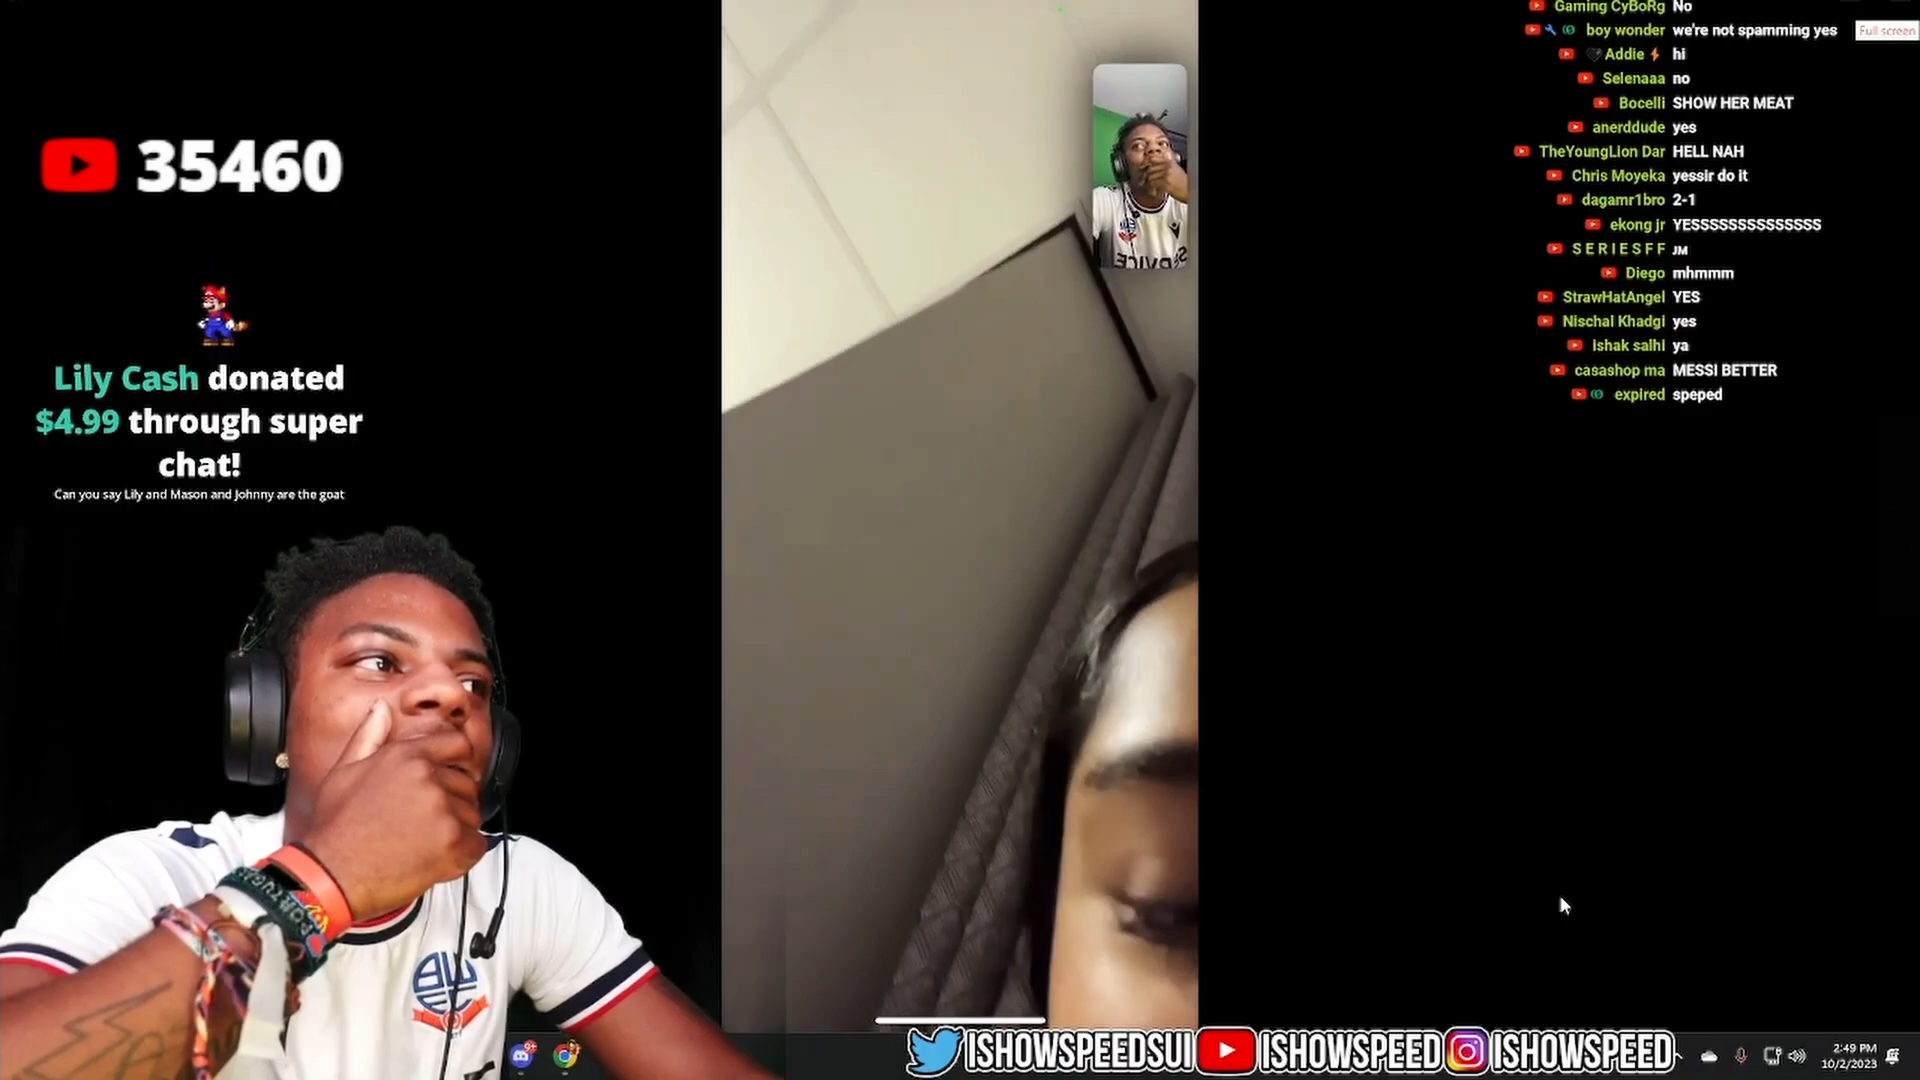 35460
Lily Cash donated
$4.99 through super
chat!
Can you say Lily and Mason and Johnny are the goat
Gaming CyBoRg No
boy wonder we're not spamming yes
Full screen
Addie hi
Selenaaa no
Bocelli SHOW HER MEAT
anerddude yes
TheYoungLion Dar HELL NAH
Chris Moyeka yessir do it
dagamr1bro 2-1
ekong jr YESSSSSSSSSSSSSS
S E R I E S F F ᴊᴍ
Diego mhmmm
StrawHatAngel YES
Nischal Khadgi yes
ishak salhi ya
casashop ma MESSI BETTER
expired speped
BWFC
ISHOWSPEEDSUI ISHOWSPEED ISHOWSPEED
2:49 PM
10/2/2023